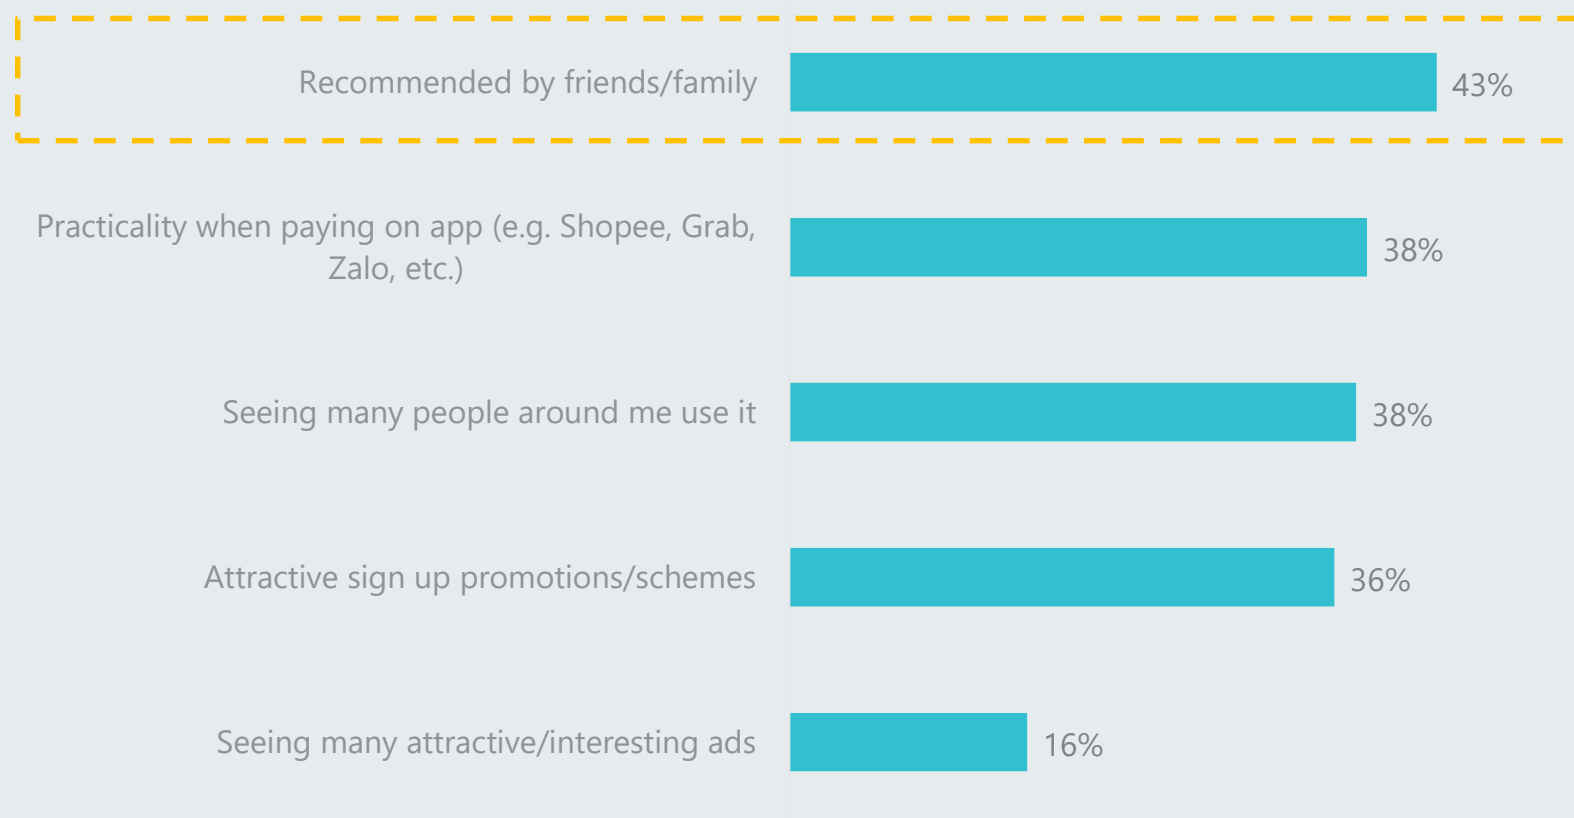 Recommended by friends/family
43%
Practicality when paying on app (e.g. Shopee, Grab,
Zalo, etc.)
38%
Seeing many people around me use it
38%
Attractive sign up promotions/schemes
36%
Seeing many attractive/interesting ads
16%